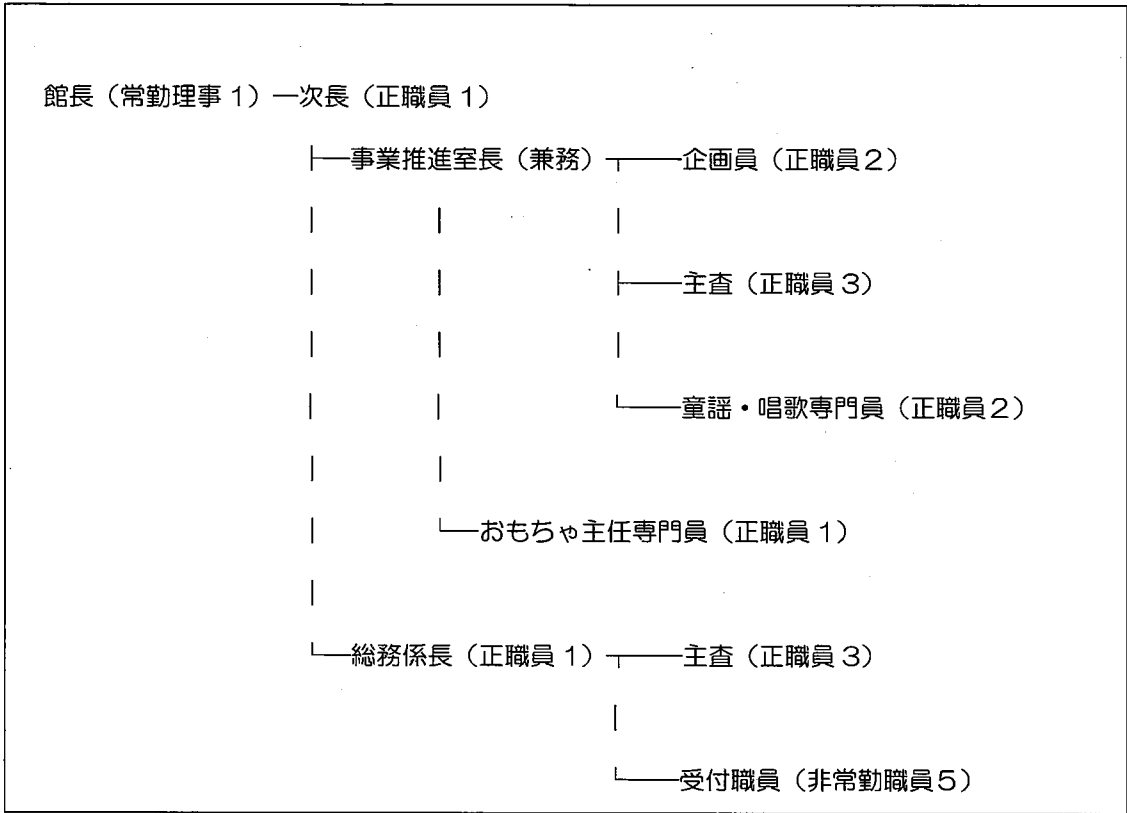 館長（常勤理事1）―次長（正職員1）
├―事業推進室長（兼務）┬――企画員（正職員2）
├――主査（正職員3）
└――童謡・唱歌専門員（正職員2）
└―おもちゃ主任専門員（正職員1）
└―総務係長（正職員1）┬――主査（正職員3）
└――受付職員（非常勤職員5）